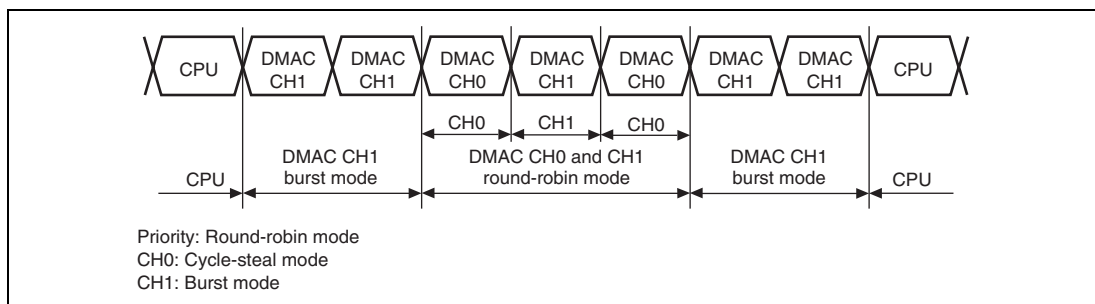 CPU DMAC CH1 DMAC CH1 DMAC CH0 DMAC CH1 DMAC CH0 DMAC CH1 DMAC CH1 CPU
CH0 CH1 CH0
CPU
DMAC CH1
burst mode
DMAC CH0 and CH1
round-robin mode
DMAC CH1
burst mode
CPU
Priority: Round-robin mode
CH0: Cycle-steal mode
CH1: Burst mode